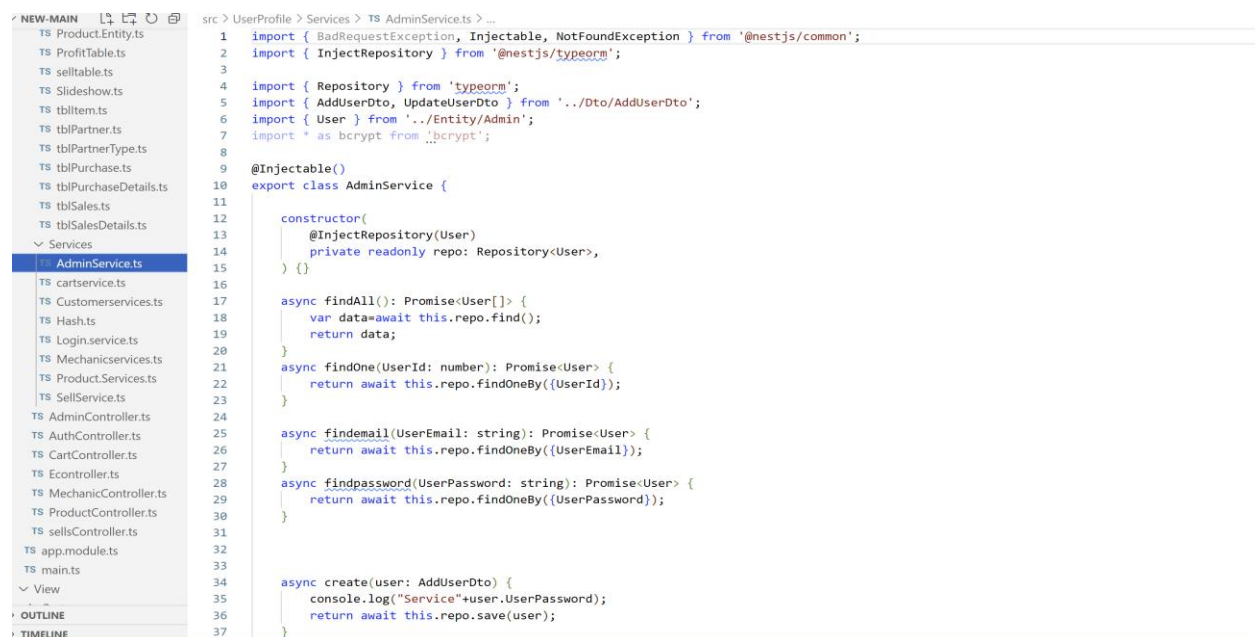 NEW-MAIN
TS Product.Entity.ts
TS ProfitTable.ts
TS selltable.ts
TS Slideshow.ts
TS tblItem.ts
TS tblPartner.ts
TS tblPartnerType.ts
TS tblPurchase.ts
TS tblPurchaseDetails.ts
TS tblSales.ts
TS tblSalesDetails.ts
Services
TS AdminService.ts
TS cartservice.ts
TS Customerservices.ts
TS Hash.ts
TS Login.service.ts
TS Mechanicservices.ts
TS Product.Services.ts
TS SellService.ts
TS AdminController.ts
TS AuthController.ts
TS CartController.ts
TS Econtroller.ts
TS MechanicController.ts
TS ProductController.ts
TS sellsController.ts
TS app.module.ts
TS main.ts
View
OUTLINE
TIMELINE
src > UserProfile > Services > TS AdminService.ts > ...
1 import { BadRequestException, Injectable, NotFoundException } from '@nestjs/common';
2 import { InjectRepository } from '@nestjs/typeorm';
3
4 import { Repository } from 'typeorm';
5 import { AddUserDto, UpdateUserDto } from '../Dto/AddUserDto';
6 import { User } from '../Entity/Admin';
7 import * as bcrypt from 'bcrypt';
8
9 @Injectable()
10 export class AdminService {
11
12 constructor(
13 @InjectRepository(User)
14 private readonly repo: Repository<User>,
15 ) {}
16
17 async findAll(): Promise<User[]> {
18 var data=await this.repo.find();
19 return data;
20 }
21 async findOne(UserId: number): Promise<User> {
22 return await this.repo.findOneBy({UserId});
23 }
24
25 async findemail(UserEmail: string): Promise<User> {
26 return await this.repo.findOneBy({UserEmail});
27 }
28 async findpassword(UserPassword: string): Promise<User> {
29 return await this.repo.findOneBy({UserPassword});
30 }
31
32
33
34 async create(user: AddUserDto) {
35 console.log("Service"+user.UserPassword);
36 return await this.repo.save(user);
37 }